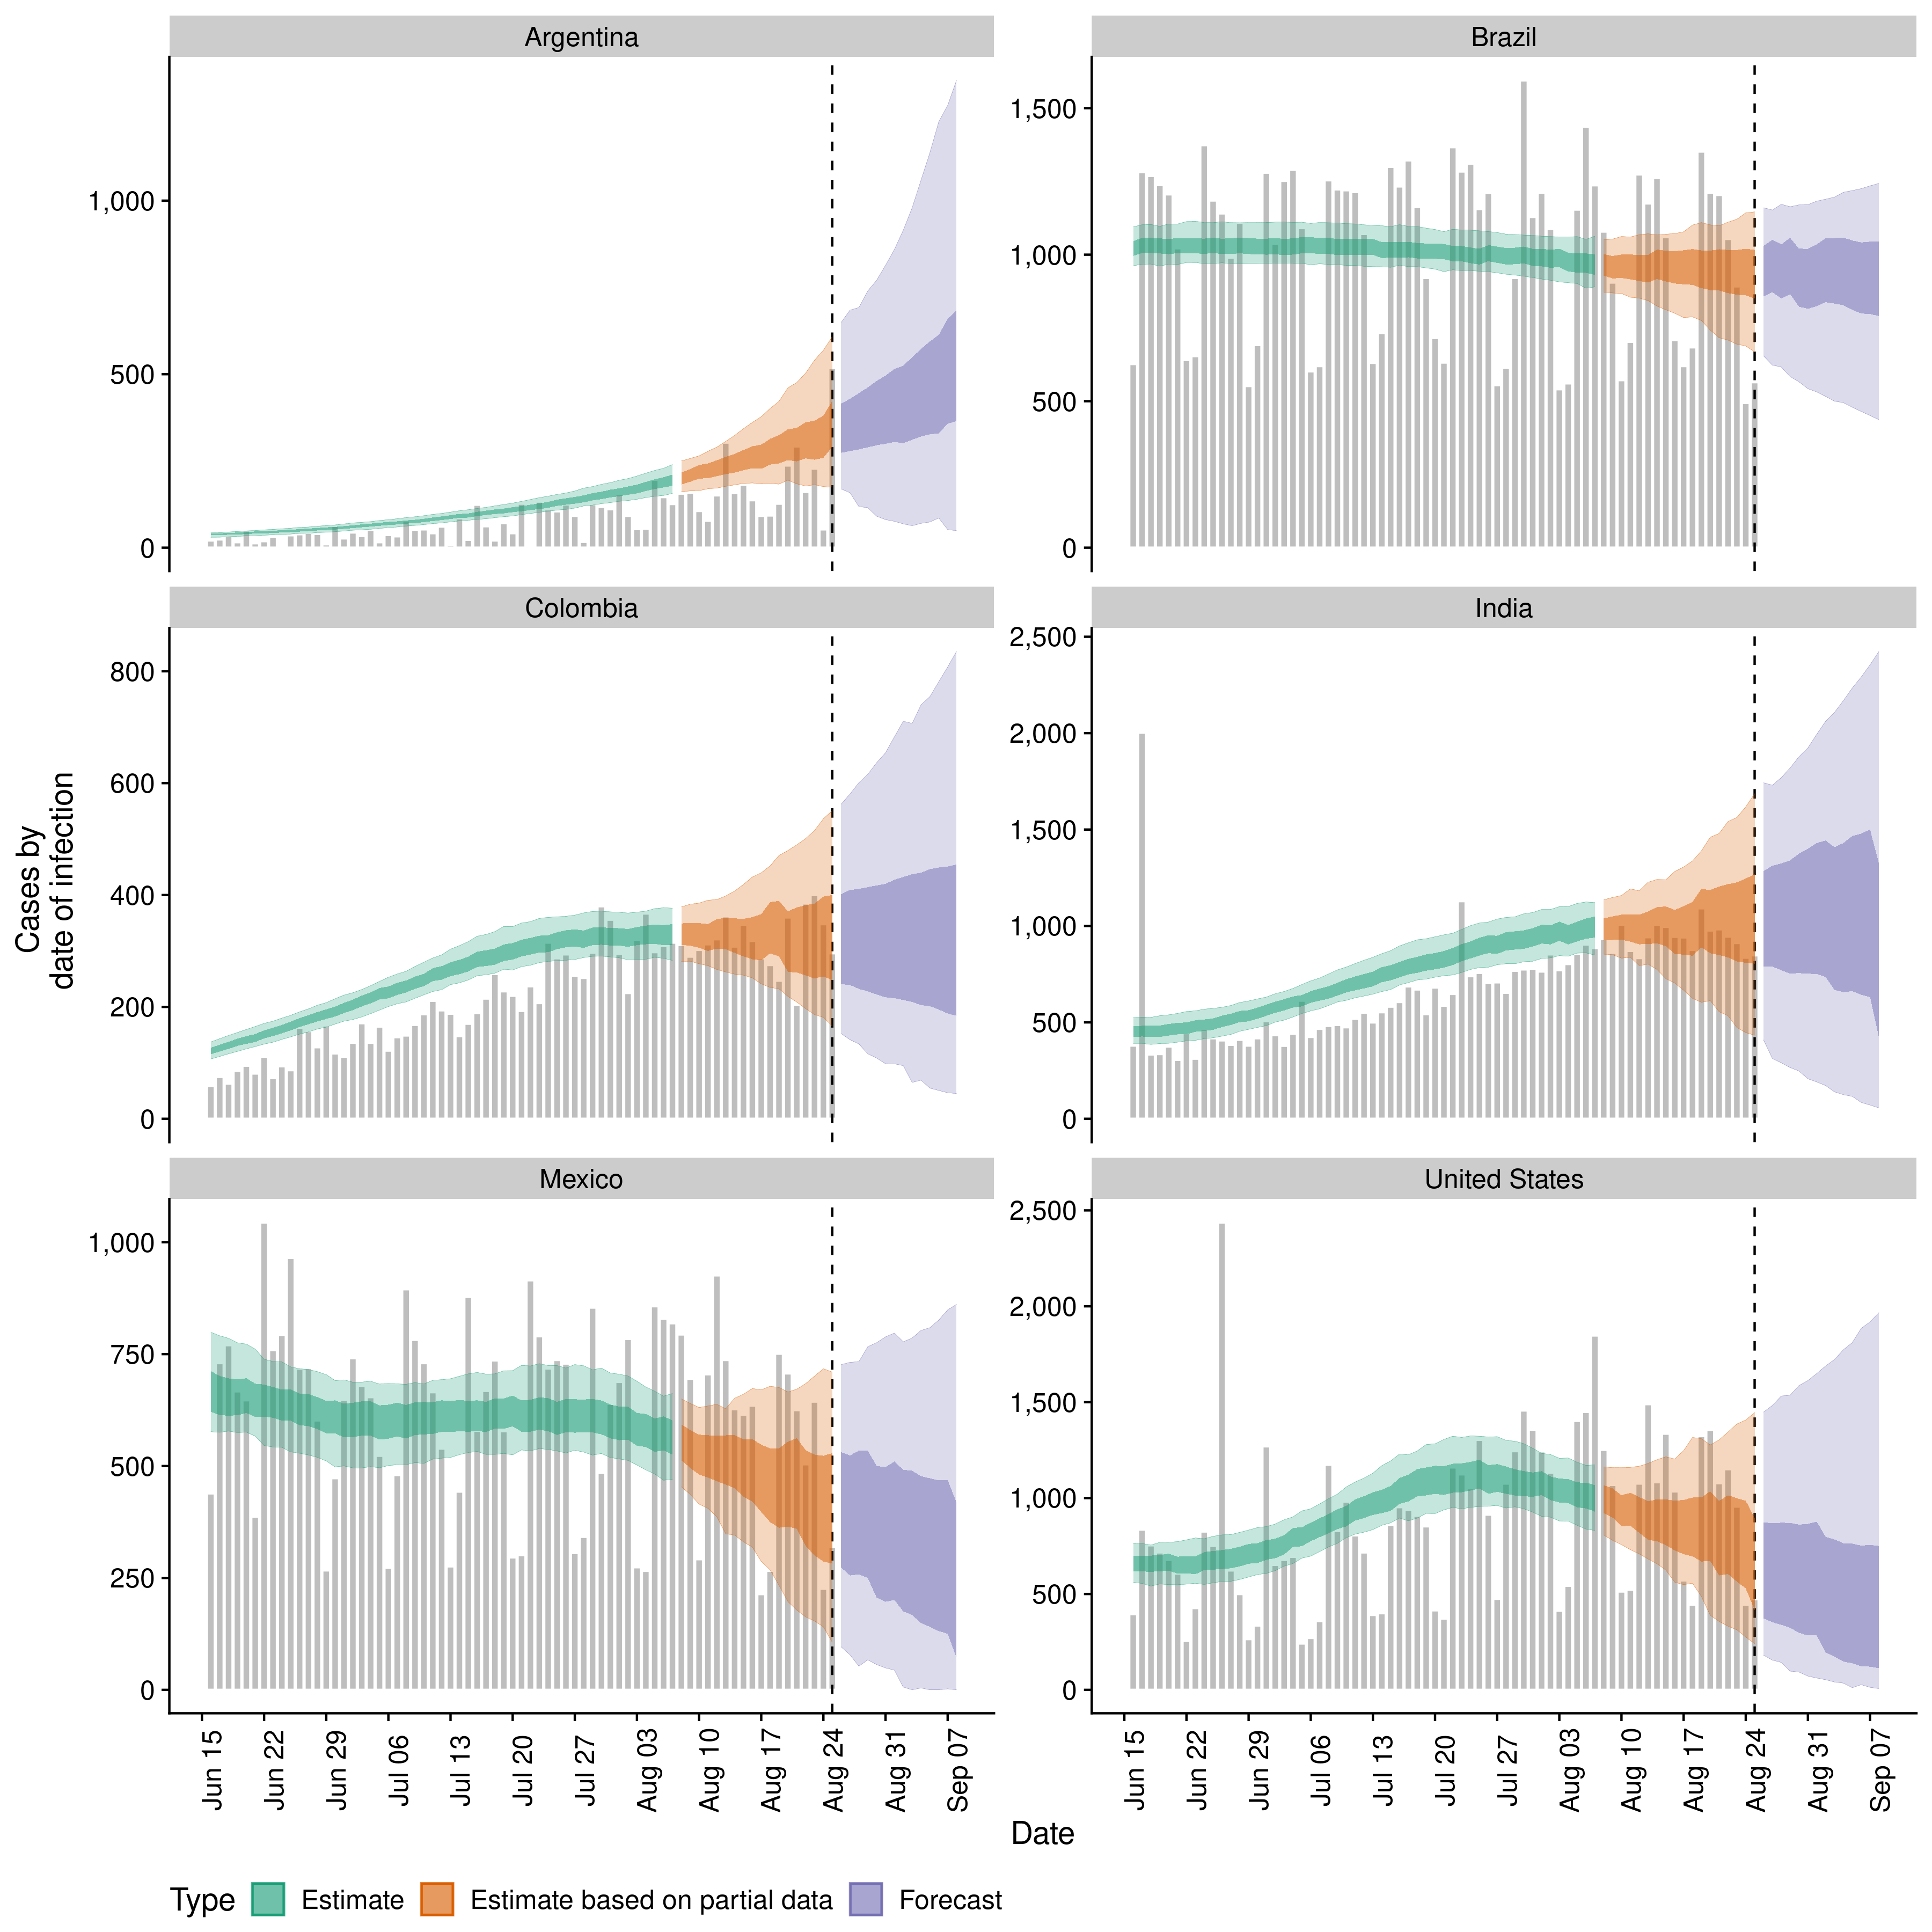 Argentina
Brazil
1,000
500
0
1,500
1,000
500
0
Colombia
India
800
600
400
200
0
2,500
2,000
1,500
1,000
500
0
Cases by
date of infection
Mexico
United States
1,000
750
500
250
0
2,500
2,000
1,500
1,000
500
0
Jun 15
Jun 22
Jun 29
Jul 06
Jul 13
Jul 20
Jul 27
Aug 03
Aug 10
Aug 17
Aug 24
Aug 31
Sep 07
Jun 15
Jun 22
Jun 29
Jul 06
Jul 13
Jul 20
Jul 27
Aug 03
Aug 10
Aug 17
Aug 24
Aug 31
Sep 07
Date
Type Estimate Estimate based on partial data Forecast